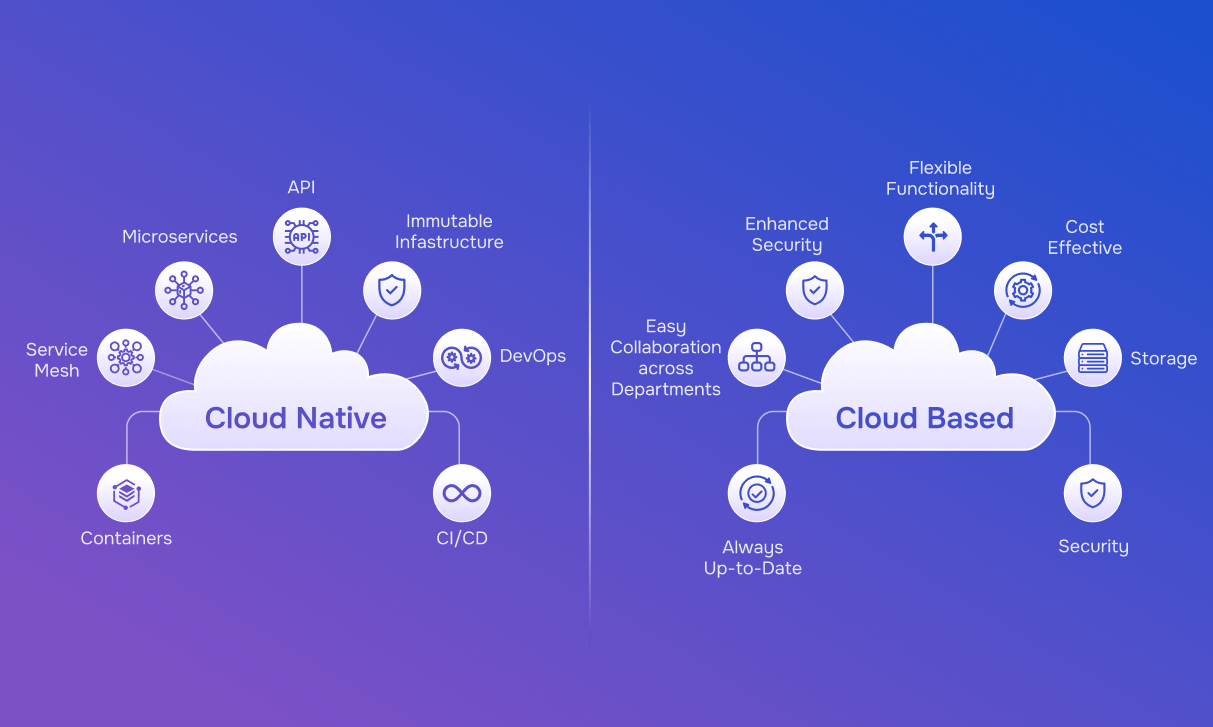 API
Immutable
Infastructure
Microservices
Service
Mesh
DevOps
Cloud Native
API
Containers
CI/CD
Flexible
Functionality
Enhanced
Security
Cost
Effective
Easy
Collaboration
across
Departments
Storage
Cloud Based
Always
Up-to-Date
Security